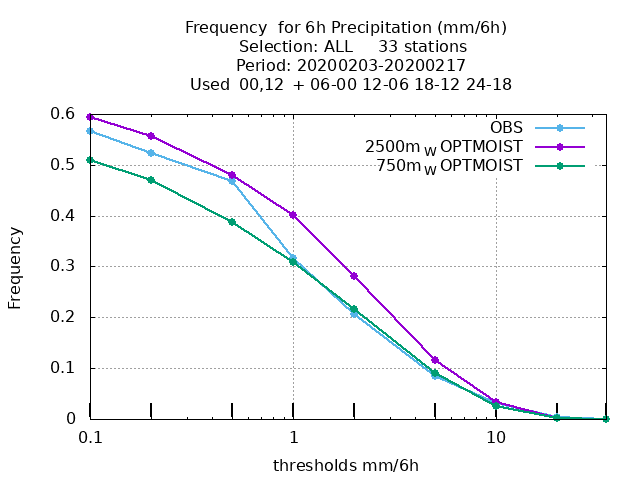 Frequency  for 6h Precipitation (mm/6h)
Selection: ALL     33 stations
Period: 20200203-20200217
Used  00,12  + 06-00 12-06 18-12 24-18
OBS
2500m W OPTMOIST
750m W OPTMOIST
0.6
0.5
0.4
0.3
0.2
0.1
0
Frequency
0.1
1
10
thresholds mm/6h